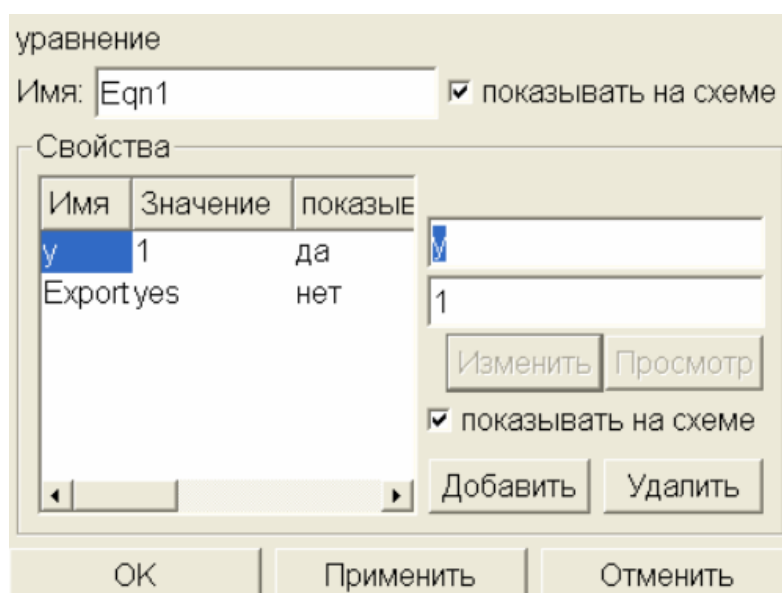 уравнение
Имя: Eqn1 показывать на схеме
Свойства
Имя Значение показыв
y 1 да
Export yes нет
y
1
Изменить Просмотр
показывать на схеме
Добавить Удалить
OK Применить Отменить